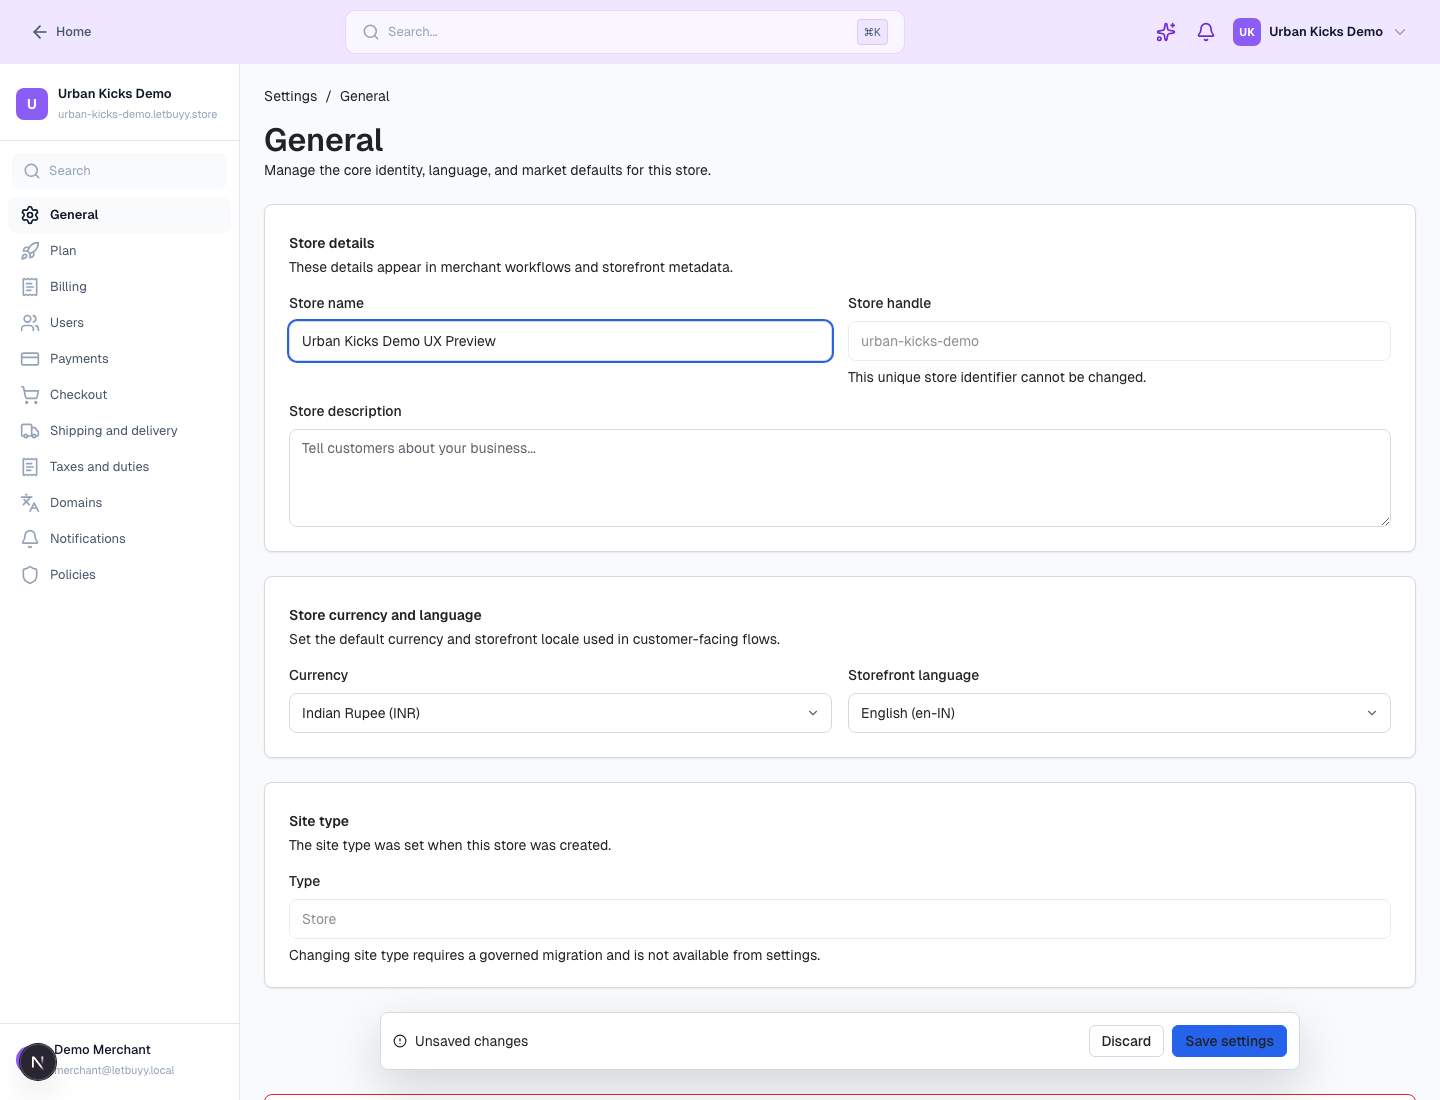 Home
Search...
⌘K
UK
Urban Kicks Demo
U
Urban Kicks Demo
urban-kicks-demo.letbuyy.store
Search
General
Plan
Billing
Users
Payments
Checkout
Shipping and delivery
Taxes and duties
Domains
Notifications
Policies
Demo Merchant
merchant@letbuyy.local
N
Settings / General
General
Manage the core identity, language, and market defaults for this store.
Store details
These details appear in merchant workflows and storefront metadata.
Store name
Urban Kicks Demo UX Preview
Store handle
urban-kicks-demo
This unique store identifier cannot be changed.
Store description
Tell customers about your business...
Store currency and language
Set the default currency and storefront locale used in customer-facing flows.
Currency
Indian Rupee (INR)
Storefront language
English (en-IN)
Site type
The site type was set when this store was created.
Type
Store
Changing site type requires a governed migration and is not available from settings.
Unsaved changes
Discard
Save settings